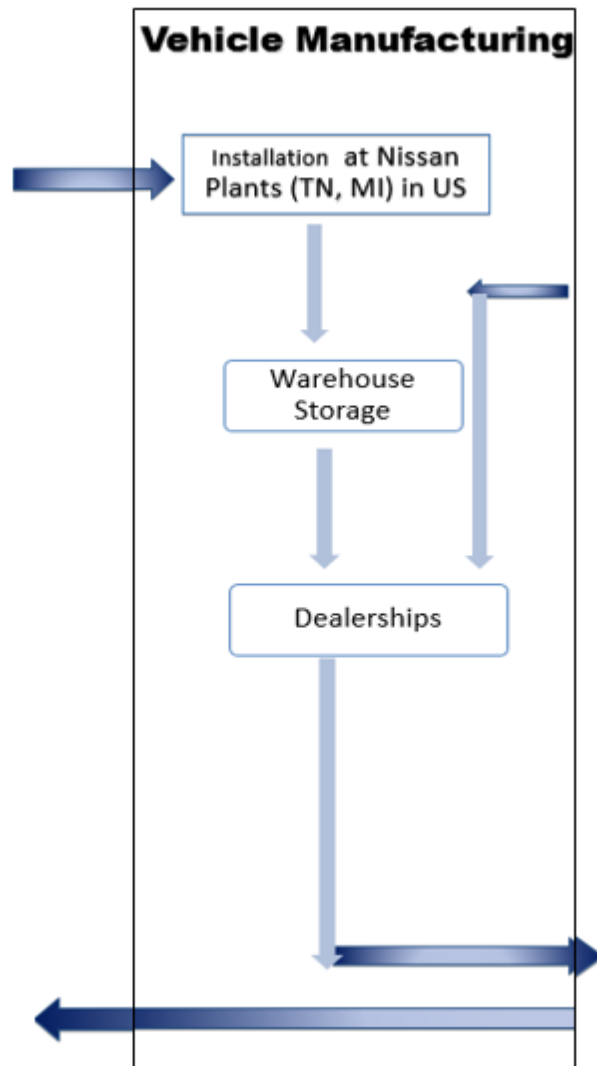 Vehicle Manufacturing
Installation at Nissan
Plants (TN, MI) in US
Warehouse
Storage
Dealerships